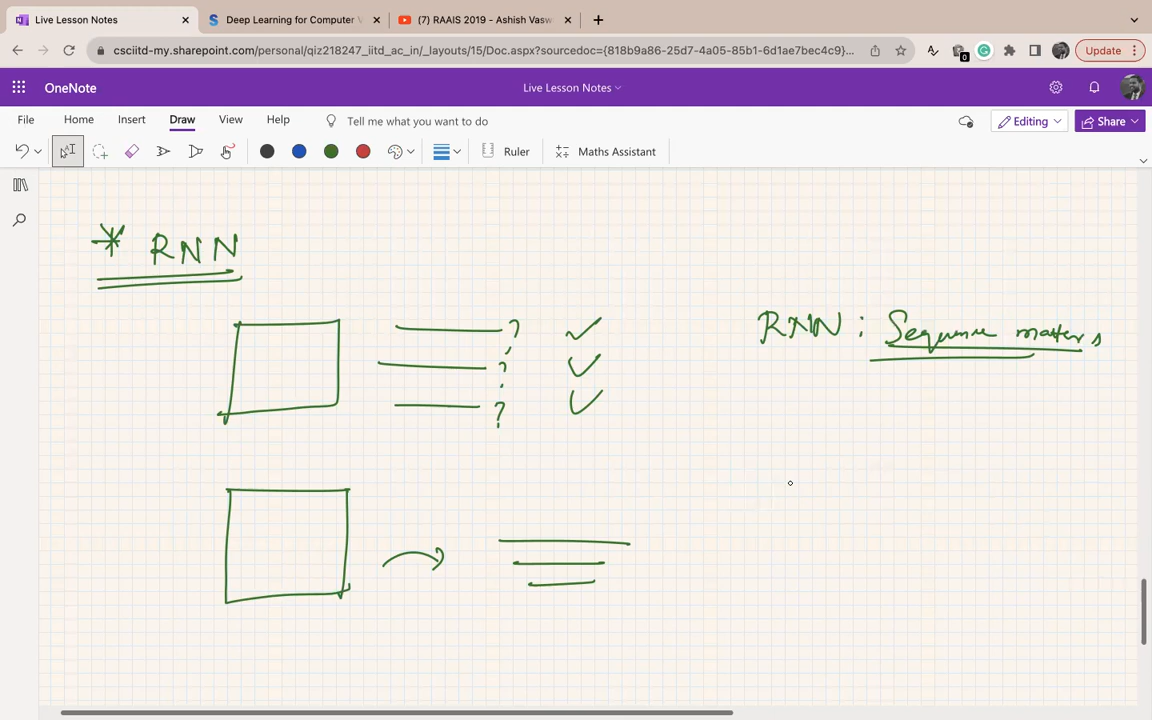 Live Lesson Notes
Deep Learning for Computer V
(7) RAAIS 2019 - Ashish Vasw
csciitd-my.sharepoint.com/personal/qiz218247_iitd_ac_in/_layouts/15/Doc.aspx?sourcedoc={818b9a86-25d7-4a05-85b1-6d1ae7bec4c9}...
0
Update
OneNote
Live Lesson Notes
File Home Insert Draw View Help Tell me what you want to do
Editing
Share
Ruler
Maths Assistant
* RNN
?
?
?
RNN : Sequence matters